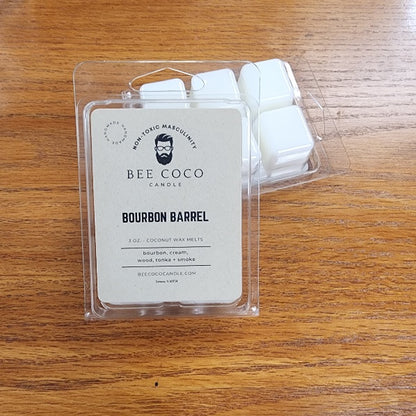 NON-TOXIC MASCULINITY
BEE COCO
CANDLE
BOURBON BARREL
3 OZ. - COCONUT WAX MELTS
bourbon, cream,
wood, tonka + smoke
BEECOCOCANDLE.COM